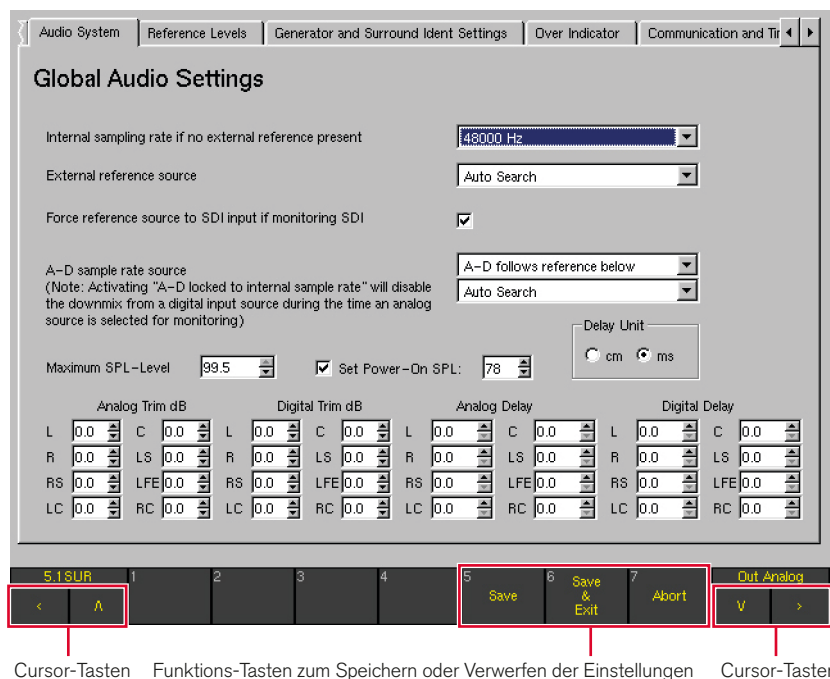 Audio System Reference Levels Generator and Surround Ident Settings Over Indicator Communication and
Global Audio Settings
Internal sampling rate if no external reference present 48000 Hz
External reference source Auto Search
Force reference source to SDI input if monitoring SDI
A-D sample rate source A-D follows reference below
(Note: Activating "A-D locked to internal sample rate" will disable Auto Search
the downmix from a digital input source during the time an analog
source is selected for monitoring)
Delay Unit
cm ms
Maximum SPL-Level 99.5 Set Power-On SPL: 78
Analog Trim dB Digital Trim dB Analog Delay Digital Delay
L 0.0 C 0.0 L 0.0 C 0.0 L 0.0 C 0.0 L 0.0 C 0.0
R 0.0 LS 0.0 R 0.0 LS 0.0 R 0.0 LS 0.0 R 0.0 LS 0.0
RS 0.0 LFE 0.0 RS 0.0 LFE 0.0 RS 0.0 LFE 0.0 RS 0.0 LFE 0.0
LC 0.0 RC 0.0 LC 0.0 RC 0.0 LC 0.0 RC 0.0 LC 0.0 RC 0.0
5.1SUR 1 2 3 4 5 6 7 Out Analog
< ʌ Save Save & Exit Abort V >
Cursor-Tasten Funktions-Tasten zum Speichern oder Verwerfen der Einstellungen Cursor-Tasten